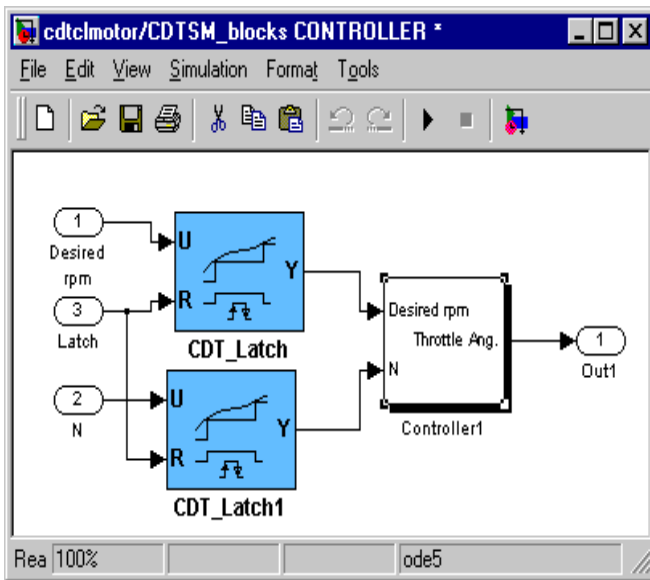 cdtclmotor/CDTSM_blocks CONTROLLER *
File Edit View Simulation Format Tools
1
Desired
rpm
3
Latch
2
N
U
R
Y
CDT_Latch
U
R
Y
CDT_Latch1
Desired rpm
Throttle Ang.
N
Controller1
1
Out1
Rea 100% ode5